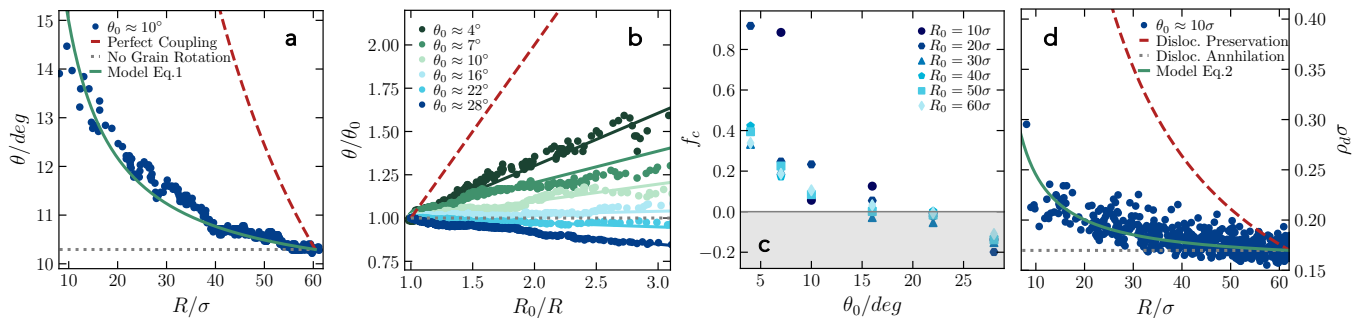 θ/deg
15
14
13
12
11
10
10
20
30
40
50
60
R/σ
θ₀ ≈ 10°
Perfect Coupling
No Grain Rotation
Model Eq.1
a
θ/θ₀
2.00
1.75
1.50
1.25
1.00
0.75
1.0
1.5
2.0
2.5
3.0
R₀/R
θ₀ ≈ 4°
θ₀ ≈ 7°
θ₀ ≈ 10°
θ₀ ≈ 16°
θ₀ ≈ 22°
θ₀ ≈ 28°
b
f_c
0.8
0.6
0.4
0.2
0.0
−0.2
5
10
15
20
25
θ₀/deg
R₀ = 10σ
R₀ = 20σ
R₀ = 30σ
R₀ = 40σ
R₀ = 50σ
R₀ = 60σ
c
d
θ₀ ≈ 10σ
Disloc. Preservation
Disloc. Annhilation
Model Eq.2
10
20
30
40
50
60
R/σ
0.40
0.35
0.30
0.25
0.20
0.15
ρ_dσ